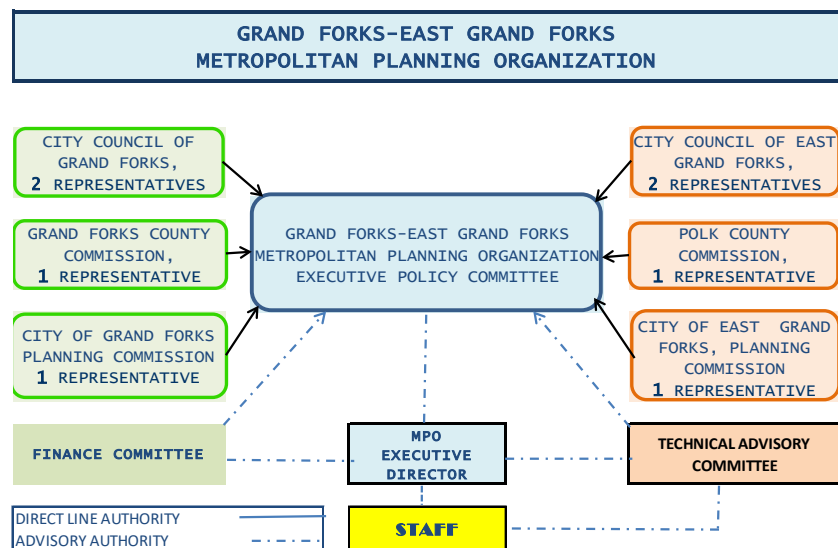 GRAND FORKS-EAST GRAND FORKS
METROPOLITAN PLANNING ORGANIZATION
CITY COUNCIL OF
GRAND FORKS,
2 REPRESENTATIVES
CITY COUNCIL OF EAST
GRAND FORKS,
2 REPRESENTATIVES
GRAND FORKS-EAST GRAND FORKS
METROPOLITAN PLANNING ORGANIZATION
EXECUTIVE POLICY COMMITTEE
GRAND FORKS COUNTY
COMMISSION,
1 REPRESENTATIVE
POLK COUNTY
COMMISSION,
1 REPRESENTATIVE
CITY OF GRAND FORKS
PLANNING COMMISSION
1 REPRESENTATIVE
CITY OF EAST GRAND
FORKS, PLANNING
COMMISSION
1 REPRESENTATIVE
FINANCE COMMITTEE
MPO
EXECUTIVE
DIRECTOR
TECHNICAL ADVISORY
COMMITTEE
DIRECT LINE AUTHORITY
ADVISORY AUTHORITY
STAFF